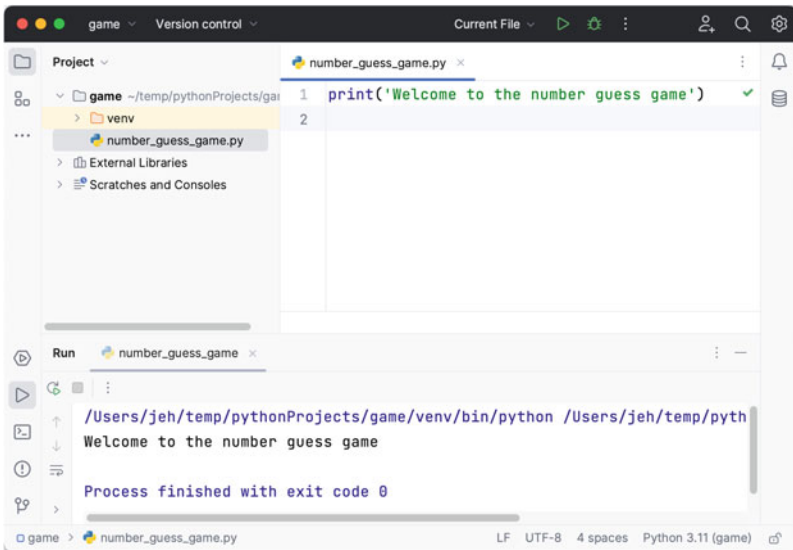 game Version control Current File
Project
number_guess_game.py
game ~/temp/pythonProjects/gar
1 print('Welcome to the number guess game')
venv
2
number_guess_game.py
External Libraries
Scratches and Consoles
Run number_guess_game
/Users/jeh/temp/pythonProjects/game/venv/bin/python /Users/jeh/temp/pyth
Welcome to the number guess game
Process finished with exit code 0
game > number_guess_game.py LF UTF-8 4 spaces Python 3.11 (game)